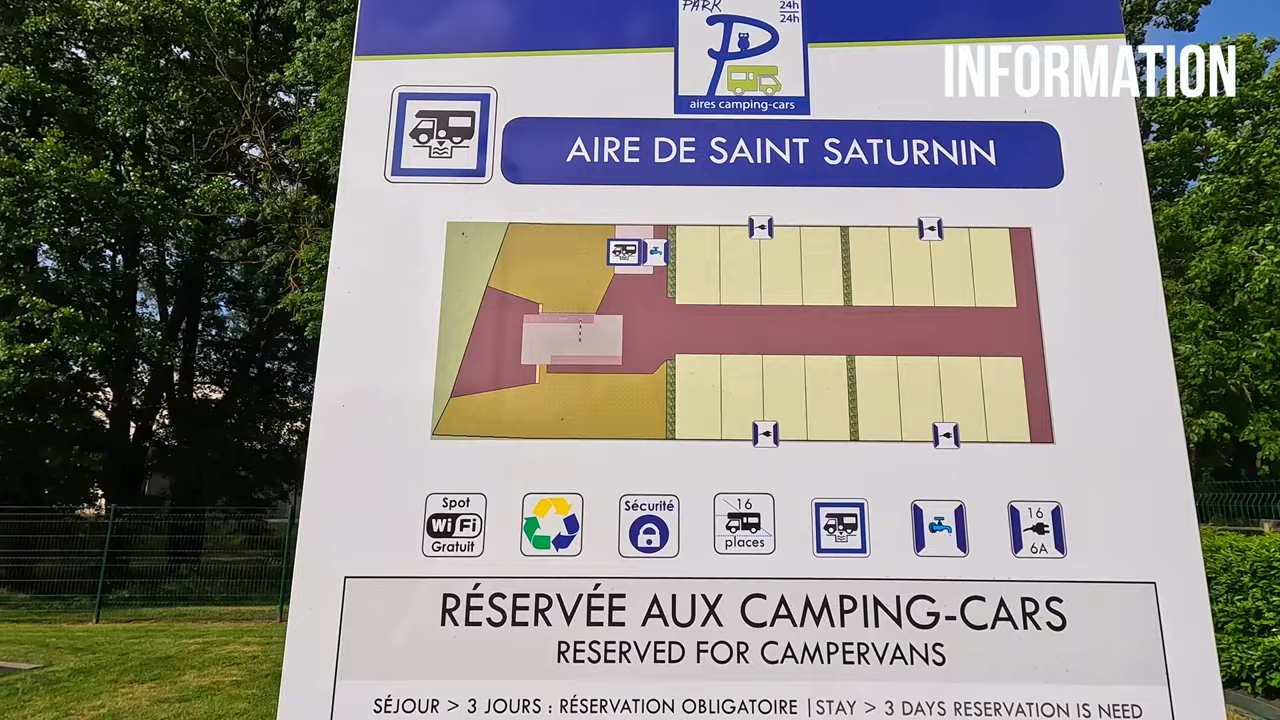 PARK
24h
24h
INFORMATION
aires camping-cars
AIRE DE SAINT SATURNIN
Spot
WiFi
Gratuit
Sécurité
16
places
16
6A
RÉSERVÉE AUX CAMPING-CARS
RESERVED FOR CAMPERVANS
SÉJOUR > 3 JOURS : RÉSERVATION OBLIGATOIRE | STAY > 3 DAYS RESERVATION IS NEED